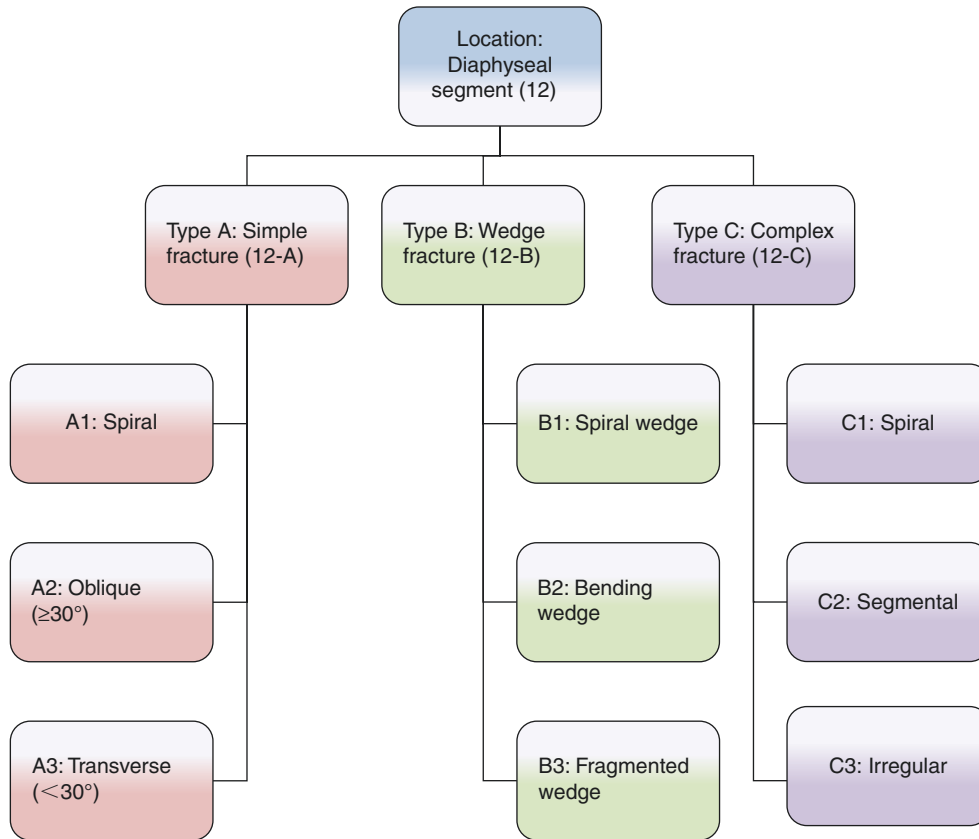 Location:
Diaphyseal
segment (12)
Type A: Simple
fracture (12-A)
Type B: Wedge
fracture (12-B)
Type C: Complex
fracture (12-C)
A1: Spiral
B1: Spiral wedge
C1: Spiral
A2: Oblique
(≥30°)
B2: Bending
wedge
C2: Segmental
A3: Transverse
(<30°)
B3: Fragmented
wedge
C3: Irregular